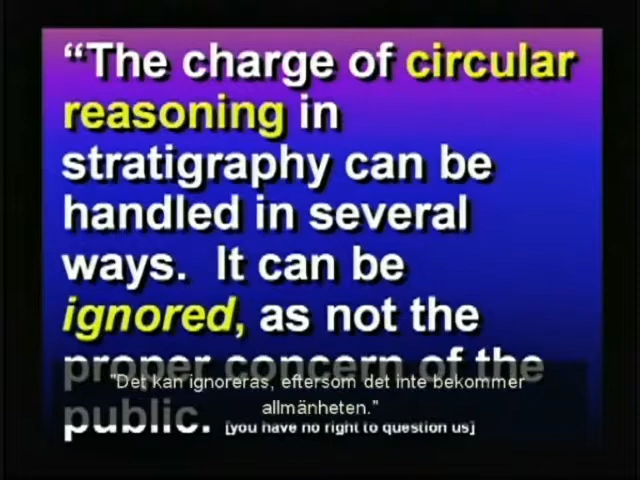 “The charge of circular
reasoning in
stratigraphy can be
handled in several
ways. It can be
ignored, as not the
proper concern of the
"Det kan ignoreras, eftersom det inte bekommer
allmänheten."
public. [you have no right to question us]